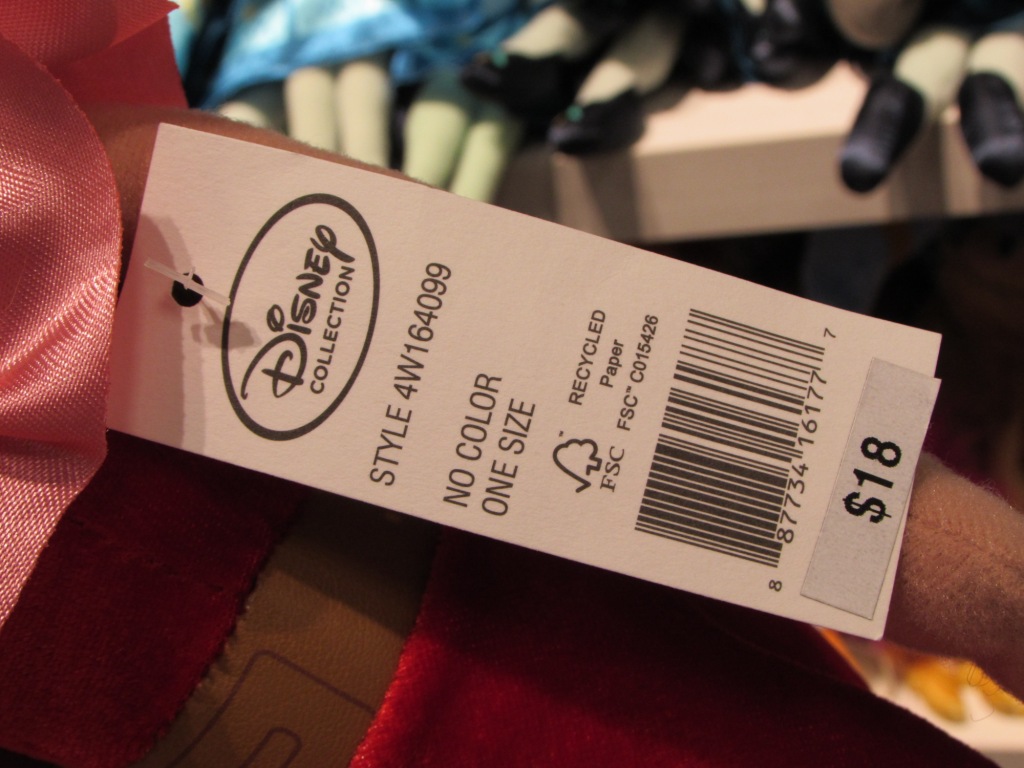 Disney
COLLECTION
STYLE 4W164099
NO COLOR
ONE SIZE
FSC
RECYCLED
Paper
FSC™ C015426
8 87734 16177 7
$18